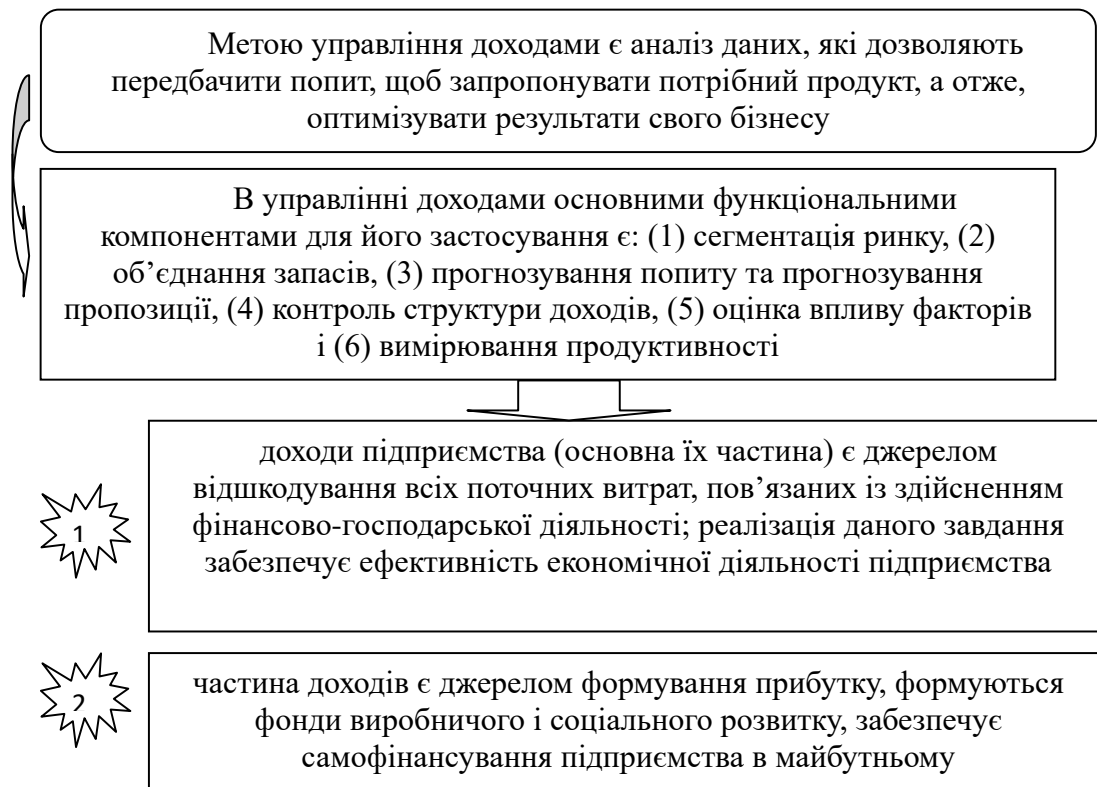 Метою управління доходами є аналіз даних, які дозволяють
передбачити попит, щоб запропонувати потрібний продукт, а отже,
оптимізувати результати свого бізнесу
В управлінні доходами основними функціональними
компонентами для його застосування є: (1) сегментація ринку, (2)
об’єднання запасів, (3) прогнозування попиту та прогнозування
пропозиції, (4) контроль структури доходів, (5) оцінка впливу факторів
і (6) вимірювання продуктивності
доходи підприємства (основна їх частина) є джерелом
відшкодування всіх поточних витрат, пов’язаних із здійсненням
фінансово-господарської діяльності; реалізація даного завдання
забезпечує ефективність економічної діяльності підприємства
1
частина доходів є джерелом формування прибутку, формуються
фонди виробничого і соціального розвитку, забезпечує
самофінансування підприємства в майбутньому
2